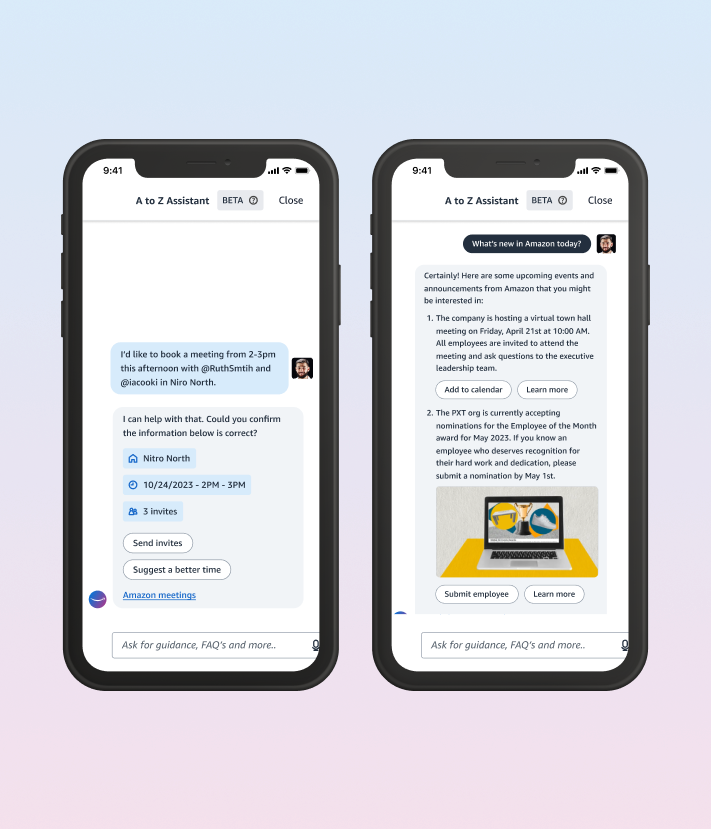 9:41
A to Z Assistant BETA Close
I'd like to book a meeting from 2-3pm
this afternoon with @RuthSmtih and
@iacooki in Niro North.
I can help with that. Could you confirm
the information below is correct?
Nitro North
10/24/2023 - 2PM - 3PM
3 invites
Send invites
Suggest a better time
Amazon meetings
Ask for guidance, FAQ's and more..
9:41
A to Z Assistant BETA Close
What's new in Amazon today?
Certainly! Here are some upcoming events and
announcements from Amazon that you might
be interested in:
1. The company is hosting a virtual town hall
meeting on Friday, April 21st at 10:00 AM.
All employees are invited to attend the
meeting and ask questions to the executive
leadership team.
Add to calendar Learn more
2. The PXT org is currently accepting
nominations for the Employee of the Month
award for May 2023. If you know an
employee who deserves recognition for
their hard work and dedication, please
submit a nomination by May 1st.
Submit employee Learn more
Ask for guidance, FAQ's and more..